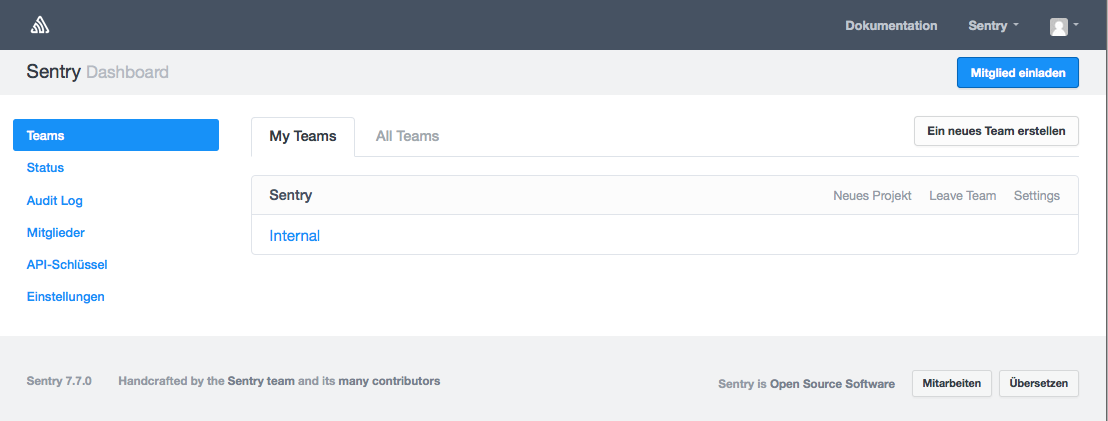 Dokumentation Sentry
Sentry Dashboard Mitglied einladen
Teams
Status
Audit Log
Mitglieder
API-Schlüssel
Einstellungen
My Teams All Teams Ein neues Team erstellen
Sentry Neues Projekt Leave Team Settings
Internal
Sentry 7.7.0 Handcrafted by the Sentry team and its many contributors Sentry is Open Source Software Mitarbeiten Übersetzen